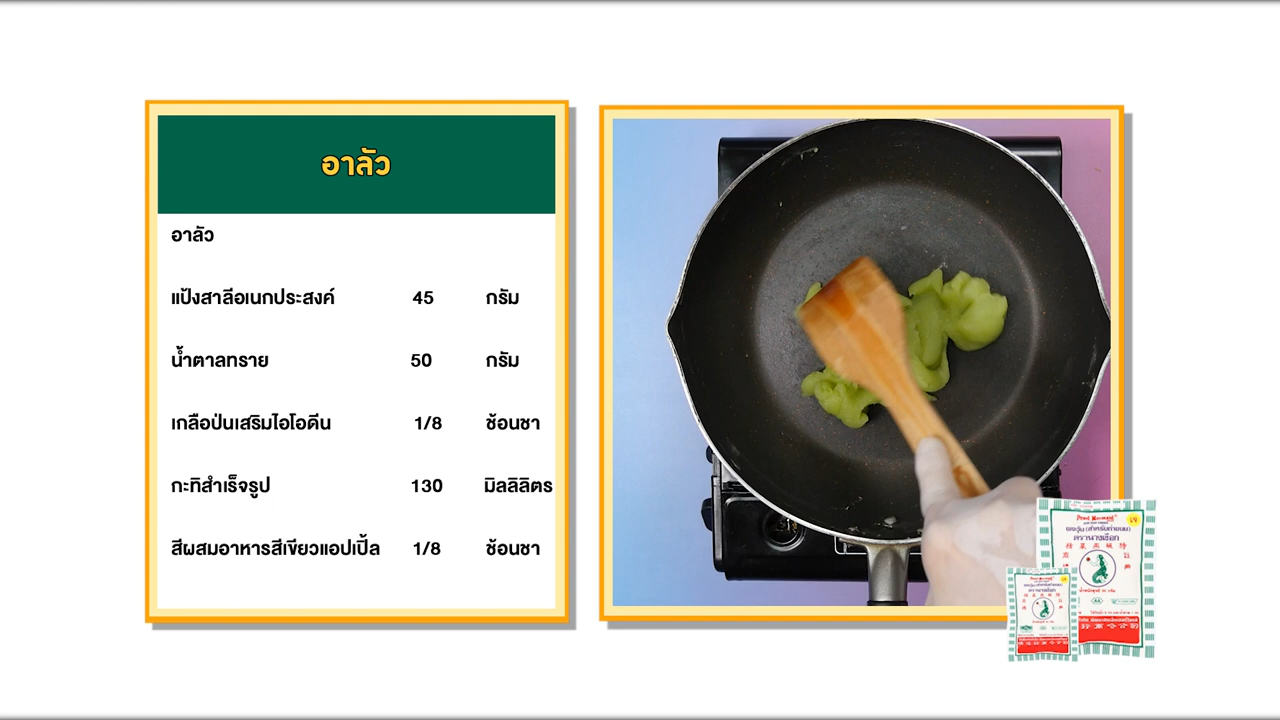 อาลัว
อาลัว
แป้งสาลีอเนกประสงค์ 45 กรัม
น้ำตาลทราย 50 กรัม
เกลือป่นเสริมไอโอดีน 1/8 ช้อนชา
กะทิสำเร็จรูป 130 มิลลิลิตร
สีผสมอาหารสีเขียวแอปเปิ้ล 1/8 ช้อนชา
Pearl Mermaid
ตรานางเงือก